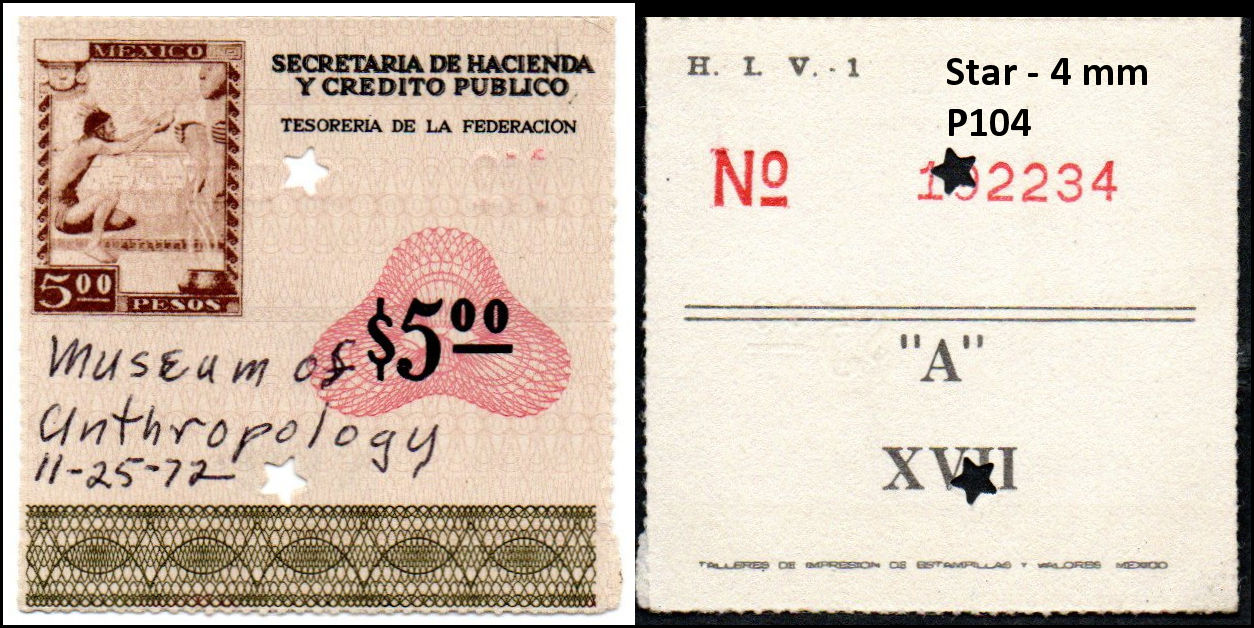 MEXICO
SECRETARIA DE HACIENDA
Y CREDITO PUBLICO
TESORERIA DE LA FEDERACION
5.00
PESOS
$5.00
Museum of
Anthropology
11-25-72
H. I. V. - 1
Star - 4 mm
P104
Nº 192234
"A"
XVII
TALLERES DE IMPRESION DE ESTAMPILLAS Y VALORES MEXICO